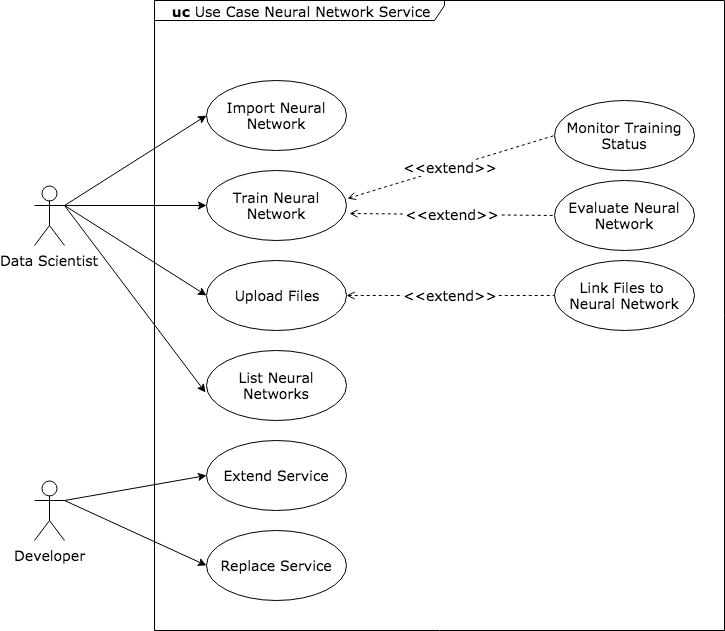 uc Use Case Neural Network Service
Import Neural
Network
Monitor Training
Status
<<extend>>
Train Neural
Network
<<extend>>
Evaluate Neural
Network
Data Scientist
Upload Files
<<extend>>
Link Files to
Neural Network
List Neural
Networks
Extend Service
Developer
Replace Service